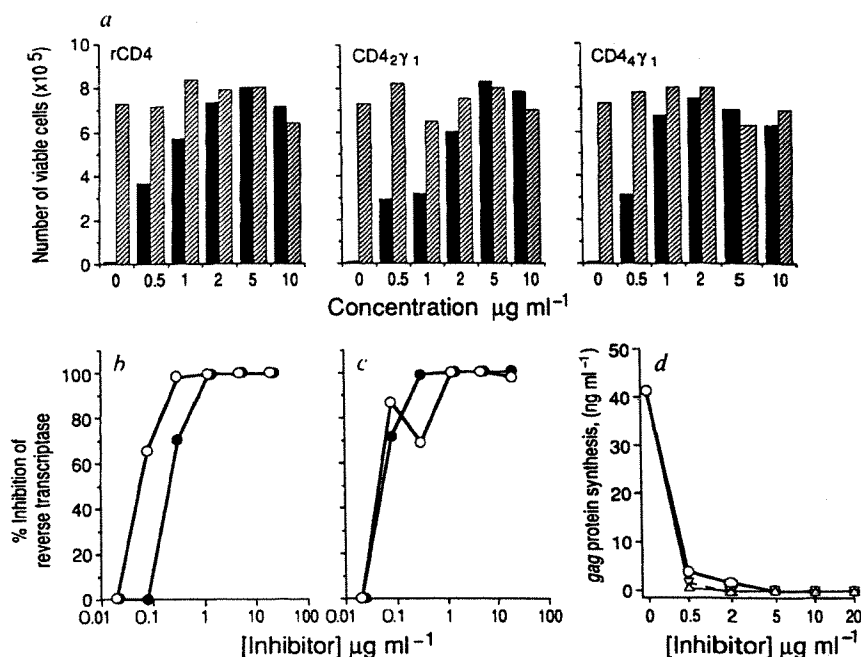 a
rCD4
CD4₂γ₁
CD4₄γ₁
Number of viable cells (x10⁵)
10
8
6
4
2
0
0 0.5 1 2 5 10
0 0.5 1 2 5 10
0 0.5 1 2 5 10
Concentration µg ml⁻¹
b
c
d
% Inhibition of
reverse transcriptase
100
80
60
40
20
0
0.01 0.1 1 10 100
0.01 0.1 1 10 100
[Inhibitor] µg ml⁻¹
gag protein synthesis, (ng ml⁻¹)
50
40
30
20
10
0
0 0.5 2 5 10 20
[Inhibitor] µg ml⁻¹